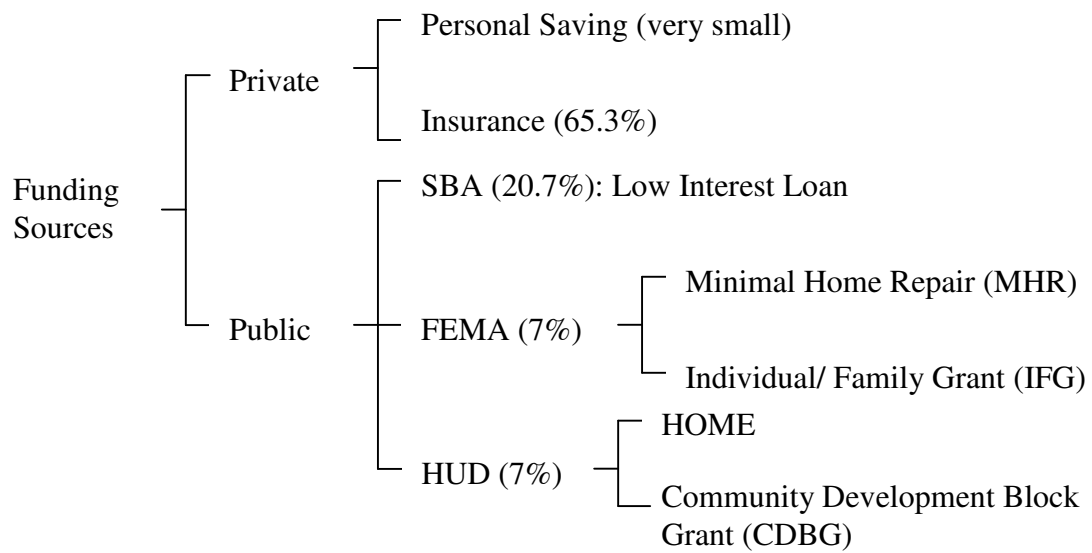 Funding
Sources
Private
Personal Saving (very small)
Insurance (65.3%)
Public
SBA (20.7%): Low Interest Loan
FEMA (7%)
Minimal Home Repair (MHR)
Individual/ Family Grant (IFG)
HUD (7%)
HOME
Community Development Block
Grant (CDBG)